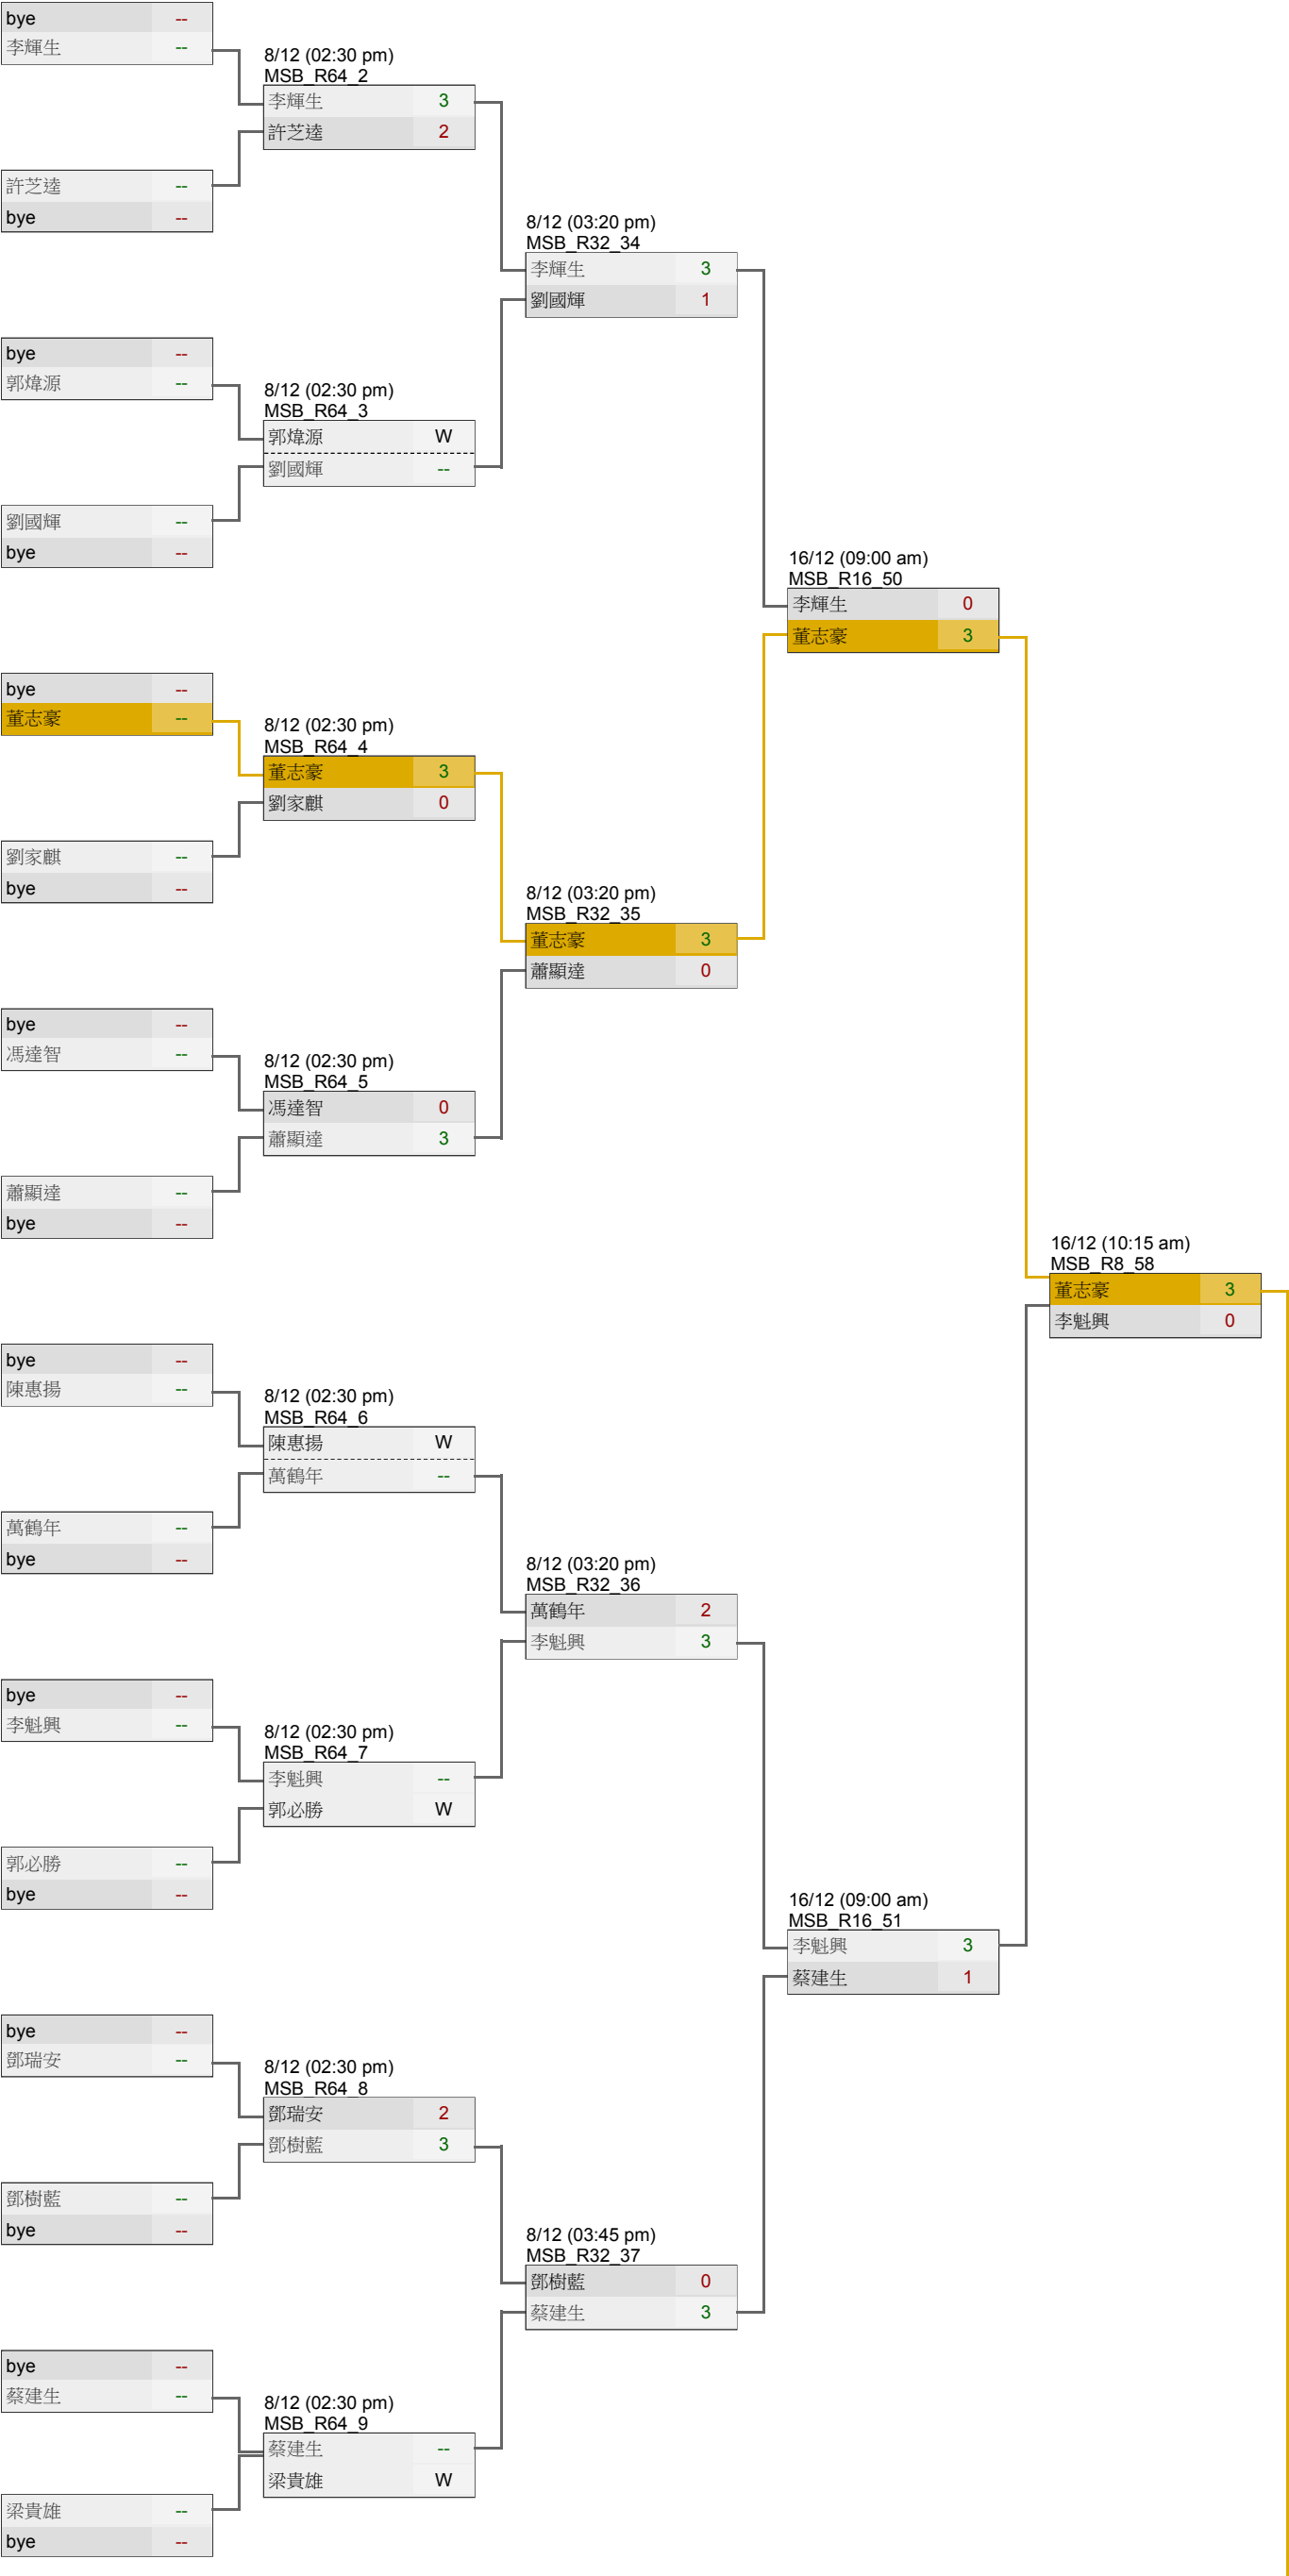 bye --
李輝生 --
8/12 (02:30 pm)
MSB_R64_2
李輝生 3
許芝逵 2
許芝逵 --
bye --
8/12 (03:20 pm)
MSB_R32_34
李輝生 3
劉國輝 1
bye --
郭煒源 --
8/12 (02:30 pm)
MSB_R64_3
郭煒源 W
劉國輝 --
劉國輝 --
bye --
16/12 (09:00 am)
MSB_R16_50
李輝生 0
董志豪 3
bye --
董志豪 --
8/12 (02:30 pm)
MSB_R64_4
董志豪 3
劉家麒 0
劉家麒 --
bye --
8/12 (03:20 pm)
MSB_R32_35
董志豪 3
蕭顯達 0
bye --
馮達智 --
8/12 (02:30 pm)
MSB_R64_5
馮達智 0
蕭顯達 3
蕭顯達 --
bye --
16/12 (10:15 am)
MSB_R8_58
董志豪 3
李魁興 0
bye --
陳惠揚 --
8/12 (02:30 pm)
MSB_R64_6
陳惠揚 W
萬鶴年 --
萬鶴年 --
bye --
8/12 (03:20 pm)
MSB_R32_36
萬鶴年 2
李魁興 3
bye --
李魁興 --
8/12 (02:30 pm)
MSB_R64_7
李魁興 --
郭必勝 W
郭必勝 --
bye --
16/12 (09:00 am)
MSB_R16_51
李魁興 3
蔡建生 1
bye --
鄧瑞安 --
8/12 (02:30 pm)
MSB_R64_8
鄧瑞安 2
鄧樹藍 3
鄧樹藍 --
bye --
8/12 (03:45 pm)
MSB_R32_37
鄧樹藍 0
蔡建生 3
bye --
蔡建生 --
8/12 (02:30 pm)
MSB_R64_9
蔡建生 --
梁貴雄 W
梁貴雄 --
bye --